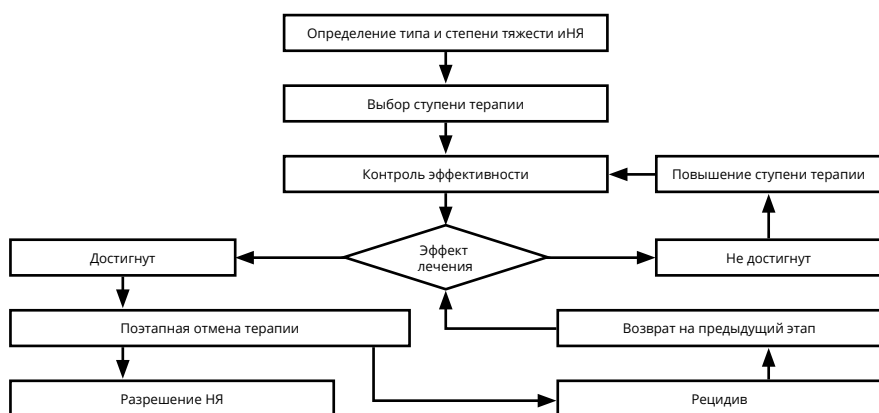 Определение типа и степени тяжести иНЯ
Выбор ступени терапии
Контроль эффективности
Повышение ступени терапии
Достигнут
Эффект
лечения
Не достигнут
Поэтапная отмена терапии
Возврат на предыдущий этап
Разрешение НЯ
Рецидив